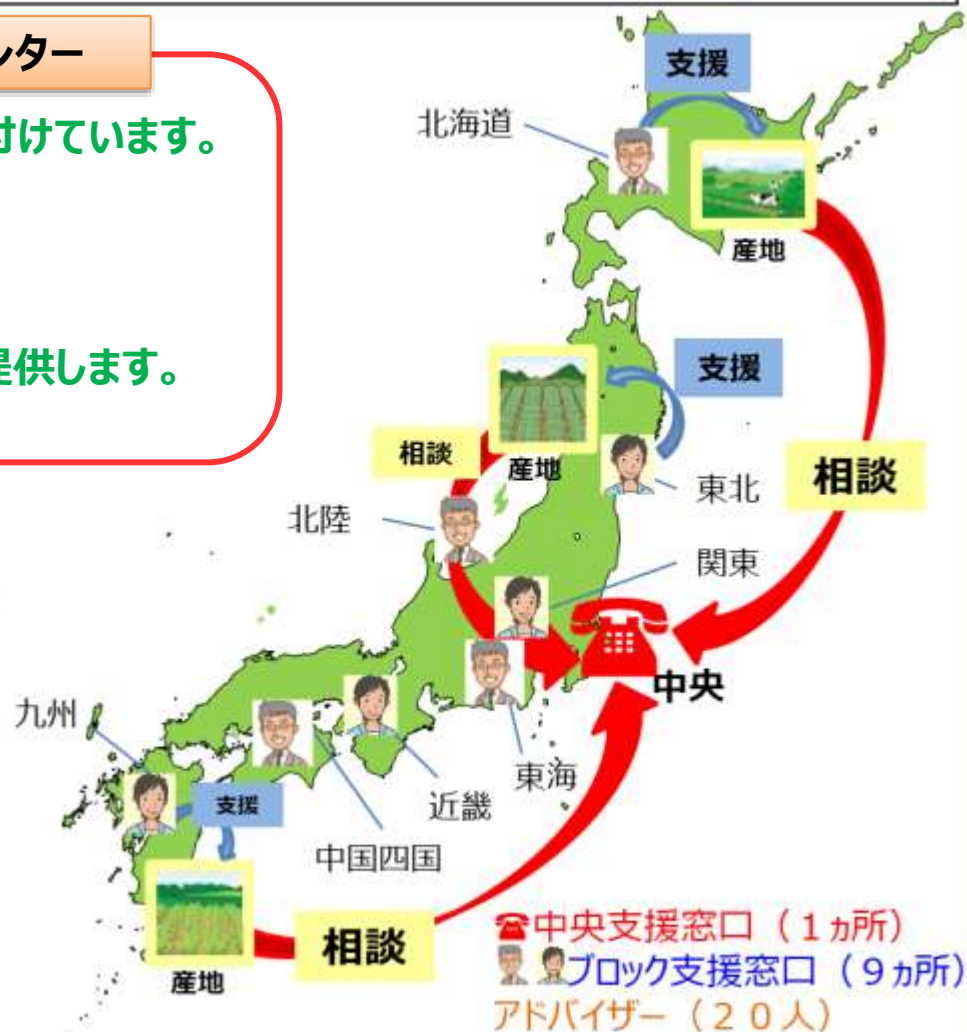 ンター
付けています。
提供します。
支援
北海道
産地
支援
相談
産地
東北
相談
北陸
関東
中央
九州
東海
支援
近畿
中国四国
相談
産地
☎中央支援窓口(1ヵ所)
ブロック支援窓口(9ヵ所)
アドバイザー(20人)